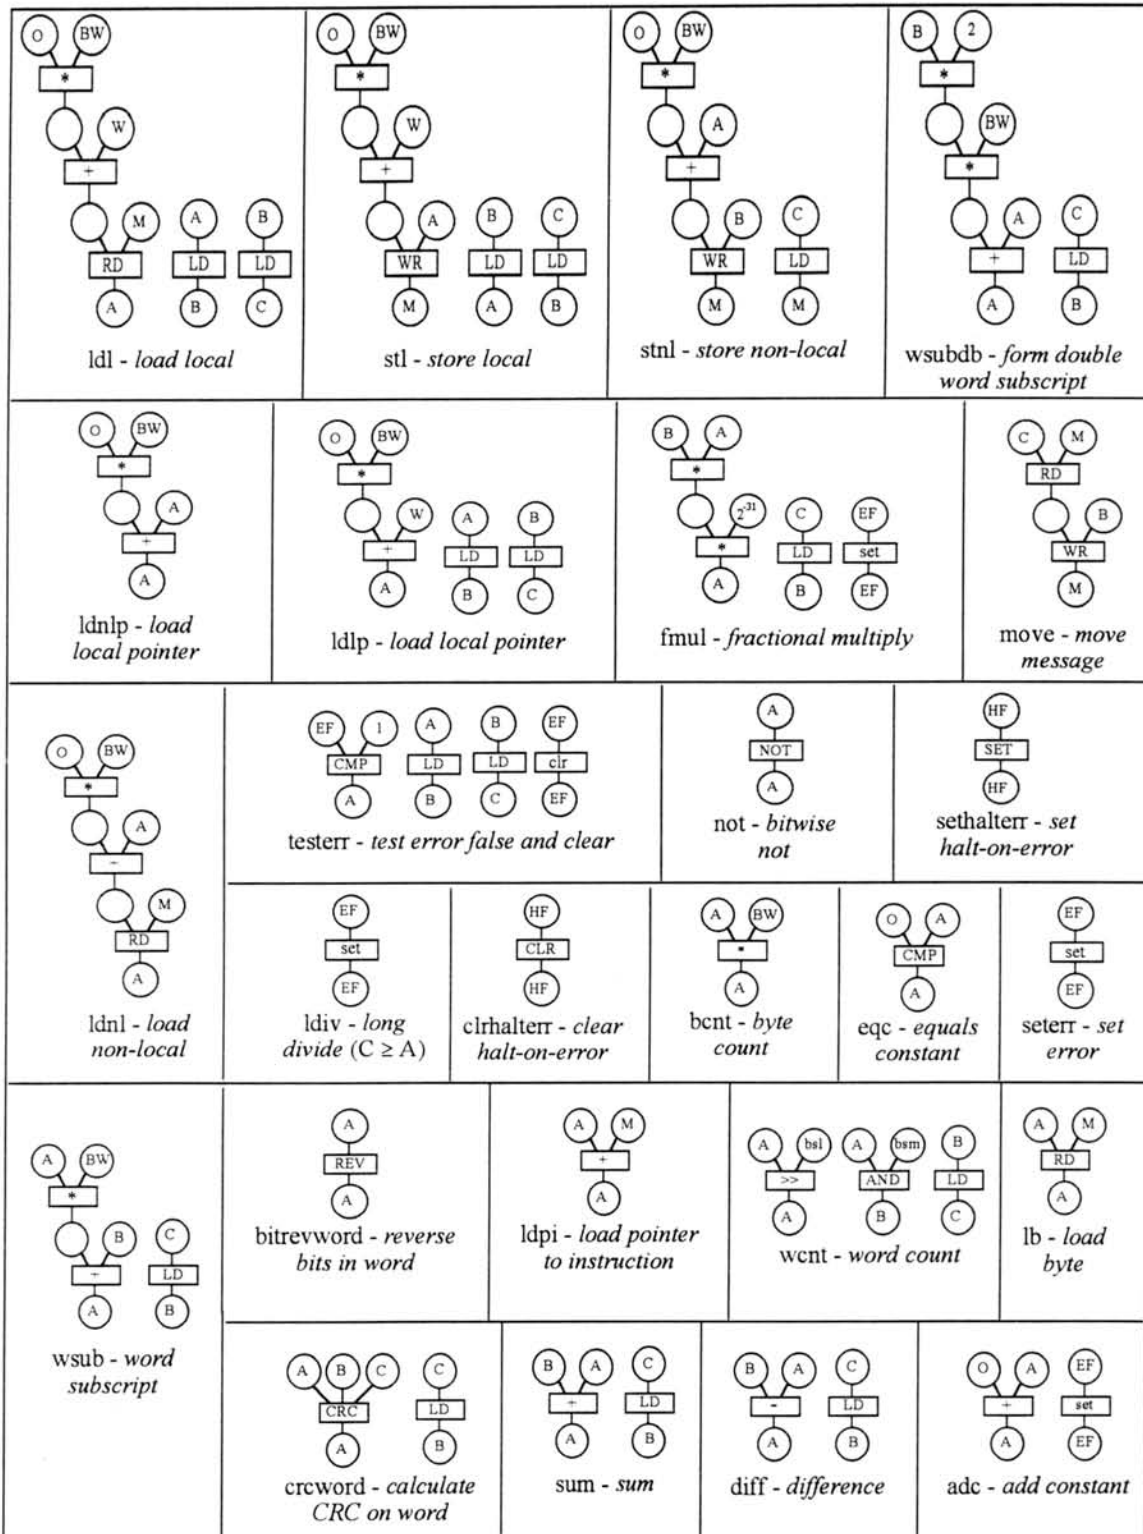 O BW O BW O BW B 2
* * * *
W W A BW
+ + + *
M A B A B C B C A C
RD LD LD WR LD LD WR LD + LD
A B C M A B M M A B
ldl - load local
stl - store local
stnl - store non-local
wsubdb - form double
word subscript
O BW O BW B A C M
* * * RD
A W A B 2^-31 C EF B
+ + LD LD * LD set WR
A A B C A B EF M
ldnlp - load
local pointer
ldlp - load local pointer
fmul - fractional multiply
move - move
message
O BW
*
A
RD
M
A
ldnl - load
non-local
EF 1 A B EF
CMP LD LD clr
A B C EF
testerr - test error false and clear
A
NOT
A
not - bitwise
not
HF
SET
HF
sethalterr - set
halt-on-error
EF
set
EF
ldiv - long
divide (C ≥ A)
HF
CLR
HF
clrhalterr - clear
halt-on-error
A BW
*
A
bcnt - byte
count
O A
CMP
A
eqc - equals
constant
EF
set
EF
seterr - set
error
A BW
*
B C
LD
A B
wsub - word
subscript
A
REV
A
bitrevword - reverse
bits in word
A M
+
A
ldpi - load pointer
to instruction
A bsl A bsm B
>> AND LD
A B C
wcnt - word count
A M
RD
A
lb - load
byte
A B C C
CRC LD
A B
crcword - calculate
CRC on word
B A C
+ LD
A B
sum - sum
B A C
- LD
A B
diff - difference
O A EF
+ set
A EF
adc - add constant